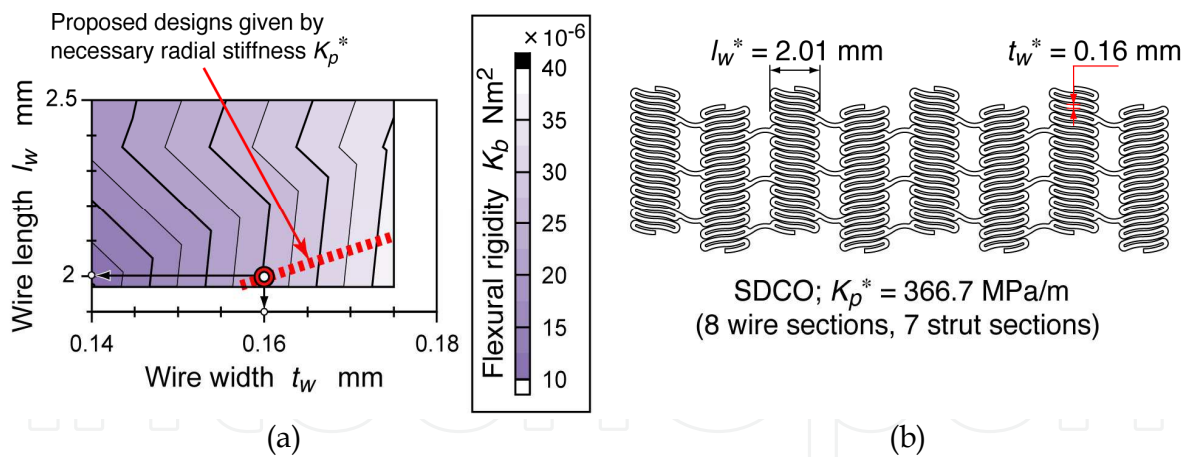 Proposed designs given by
necessary radial stiffness Kp*
2.5
2
Wire length lw mm
0.14
0.16
0.18
Wire width tw mm
× 10-6
40
35
30
25
20
15
10
Flexural rigidity Kb Nm2
(a)
lw* = 2.01 mm
tw* = 0.16 mm
SDCO; Kp* = 366.7 MPa/m
(8 wire sections, 7 strut sections)
(b)